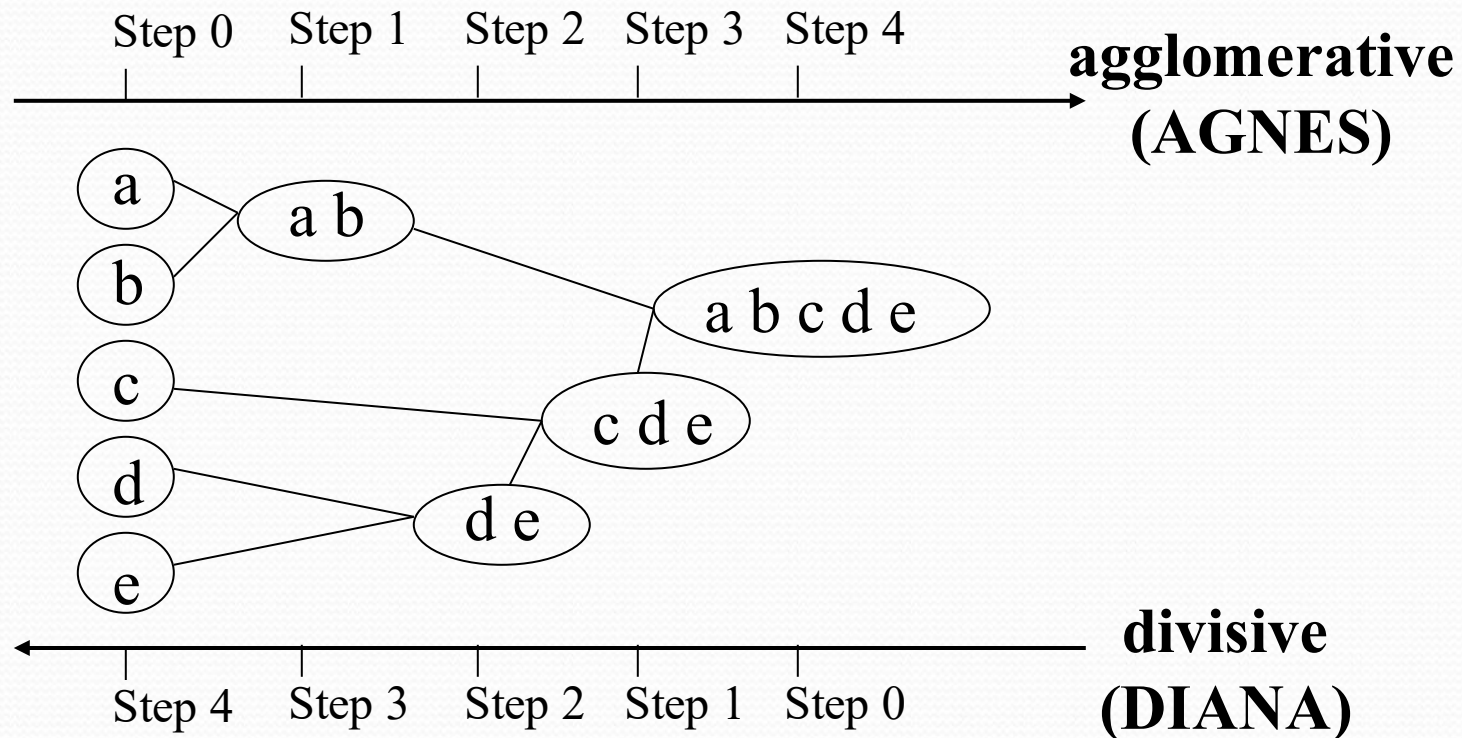 Step 0 Step 1 Step 2 Step 3 Step 4
agglomerative
(AGNES)
a
a b
b
a b c d e
c
c d e
d
d e
e
divisive
(DIANA)
Step 4 Step 3 Step 2 Step 1 Step 0